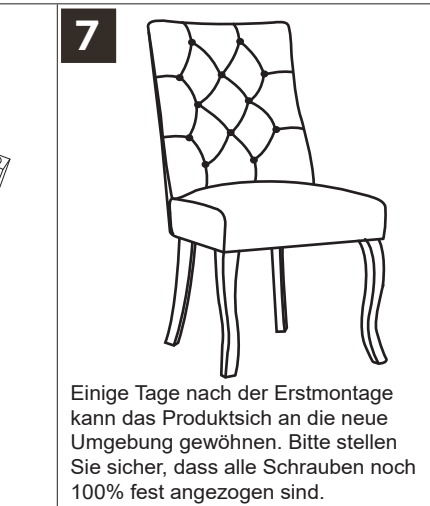 7
Einige Tage nach der Erstmontage
kann das Produktsich an die neue
Umgebung gewöhnen. Bitte stellen
Sie sicher, dass alle Schrauben noch
100% fest angezogen sind.